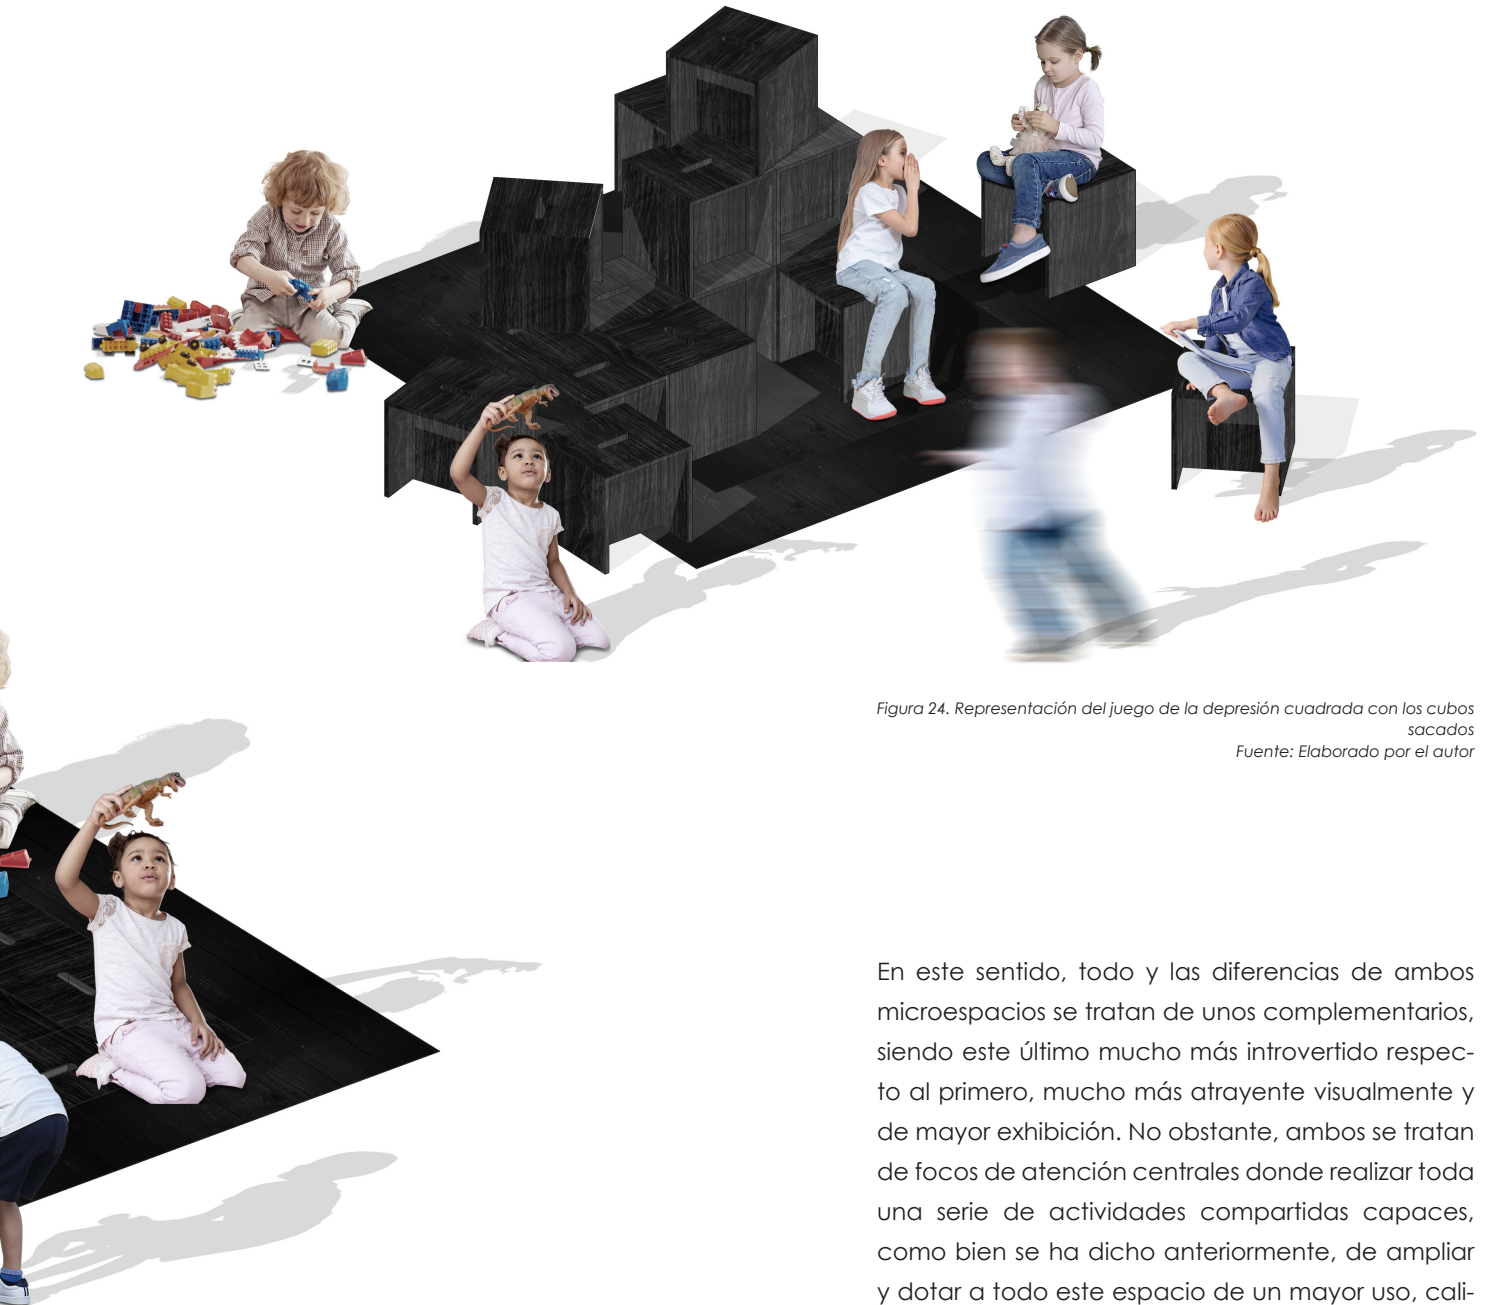 Figura 24. Representación del juego de la depresión cuadrada con los cubos
sacados
Fuente: Elaborado por el autor
En este sentido, todo y las diferencias de ambos
microespacios se tratan de unos complementarios,
siendo este último mucho más introvertido respec-
to al primero, mucho más atrayente visualmente y
de mayor exhibición. No obstante, ambos se tratan
de focos de atención centrales donde realizar toda
una serie de actividades compartidas capaces,
como bien se ha dicho anteriormente, de ampliar
y dotar a todo este espacio de un mayor uso, cali-